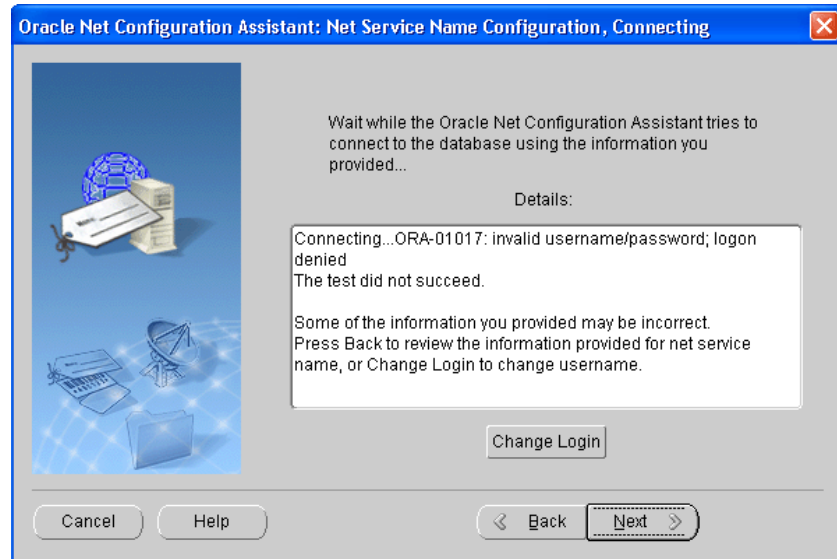 Oracle Net Configuration Assistant: Net Service Name Configuration, Connecting
Wait while the Oracle Net Configuration Assistant tries to
connect to the database using the information you
provided...
Details:
Connecting...ORA-01017: invalid username/password; logon
denied
The test did not succeed.
Some of the information you provided may be incorrect.
Press Back to review the information provided for net service
name, or Change Login to change username.
Change Login
Cancel
Help
Back
Next